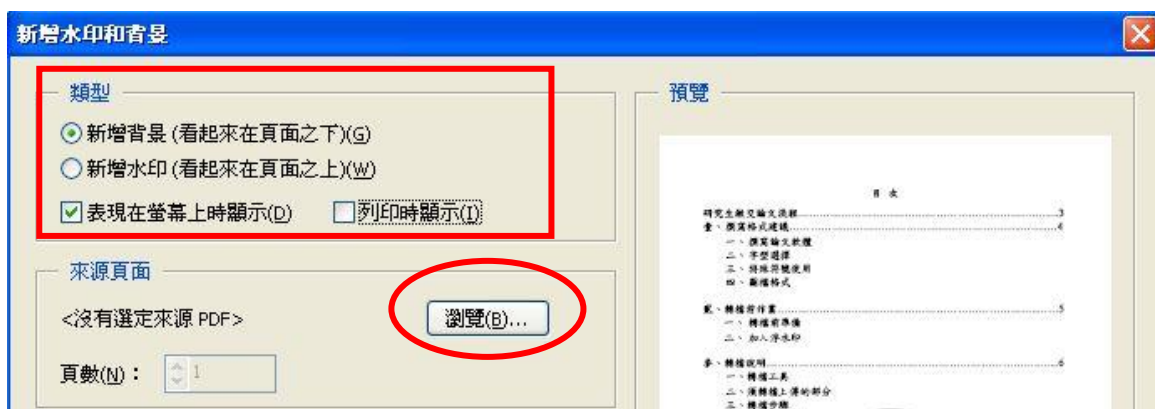 新增水印和背景
類型
新增背景 (看起來在頁面之下)(G)
新增水印 (看起來在頁面之上)(W)
表現在螢幕上時顯示(D) 列印時顯示(I)
來源頁面
<沒有選定來源 PDF>
瀏覽(B)...
頁數(N)： 1
預覽
目 次
研究生繳交論文流程 3
壹、撰寫格式建議 4
一、撰寫論文軟體
二、字型選擇
三、特殊符號使用
四、圖檔格式
貳、轉檔前作業 5
一、轉檔前準備
二、加入浮水印
參、轉檔說明 6
一、轉檔工具
二、須轉檔上傳的部分
三、轉檔步驟